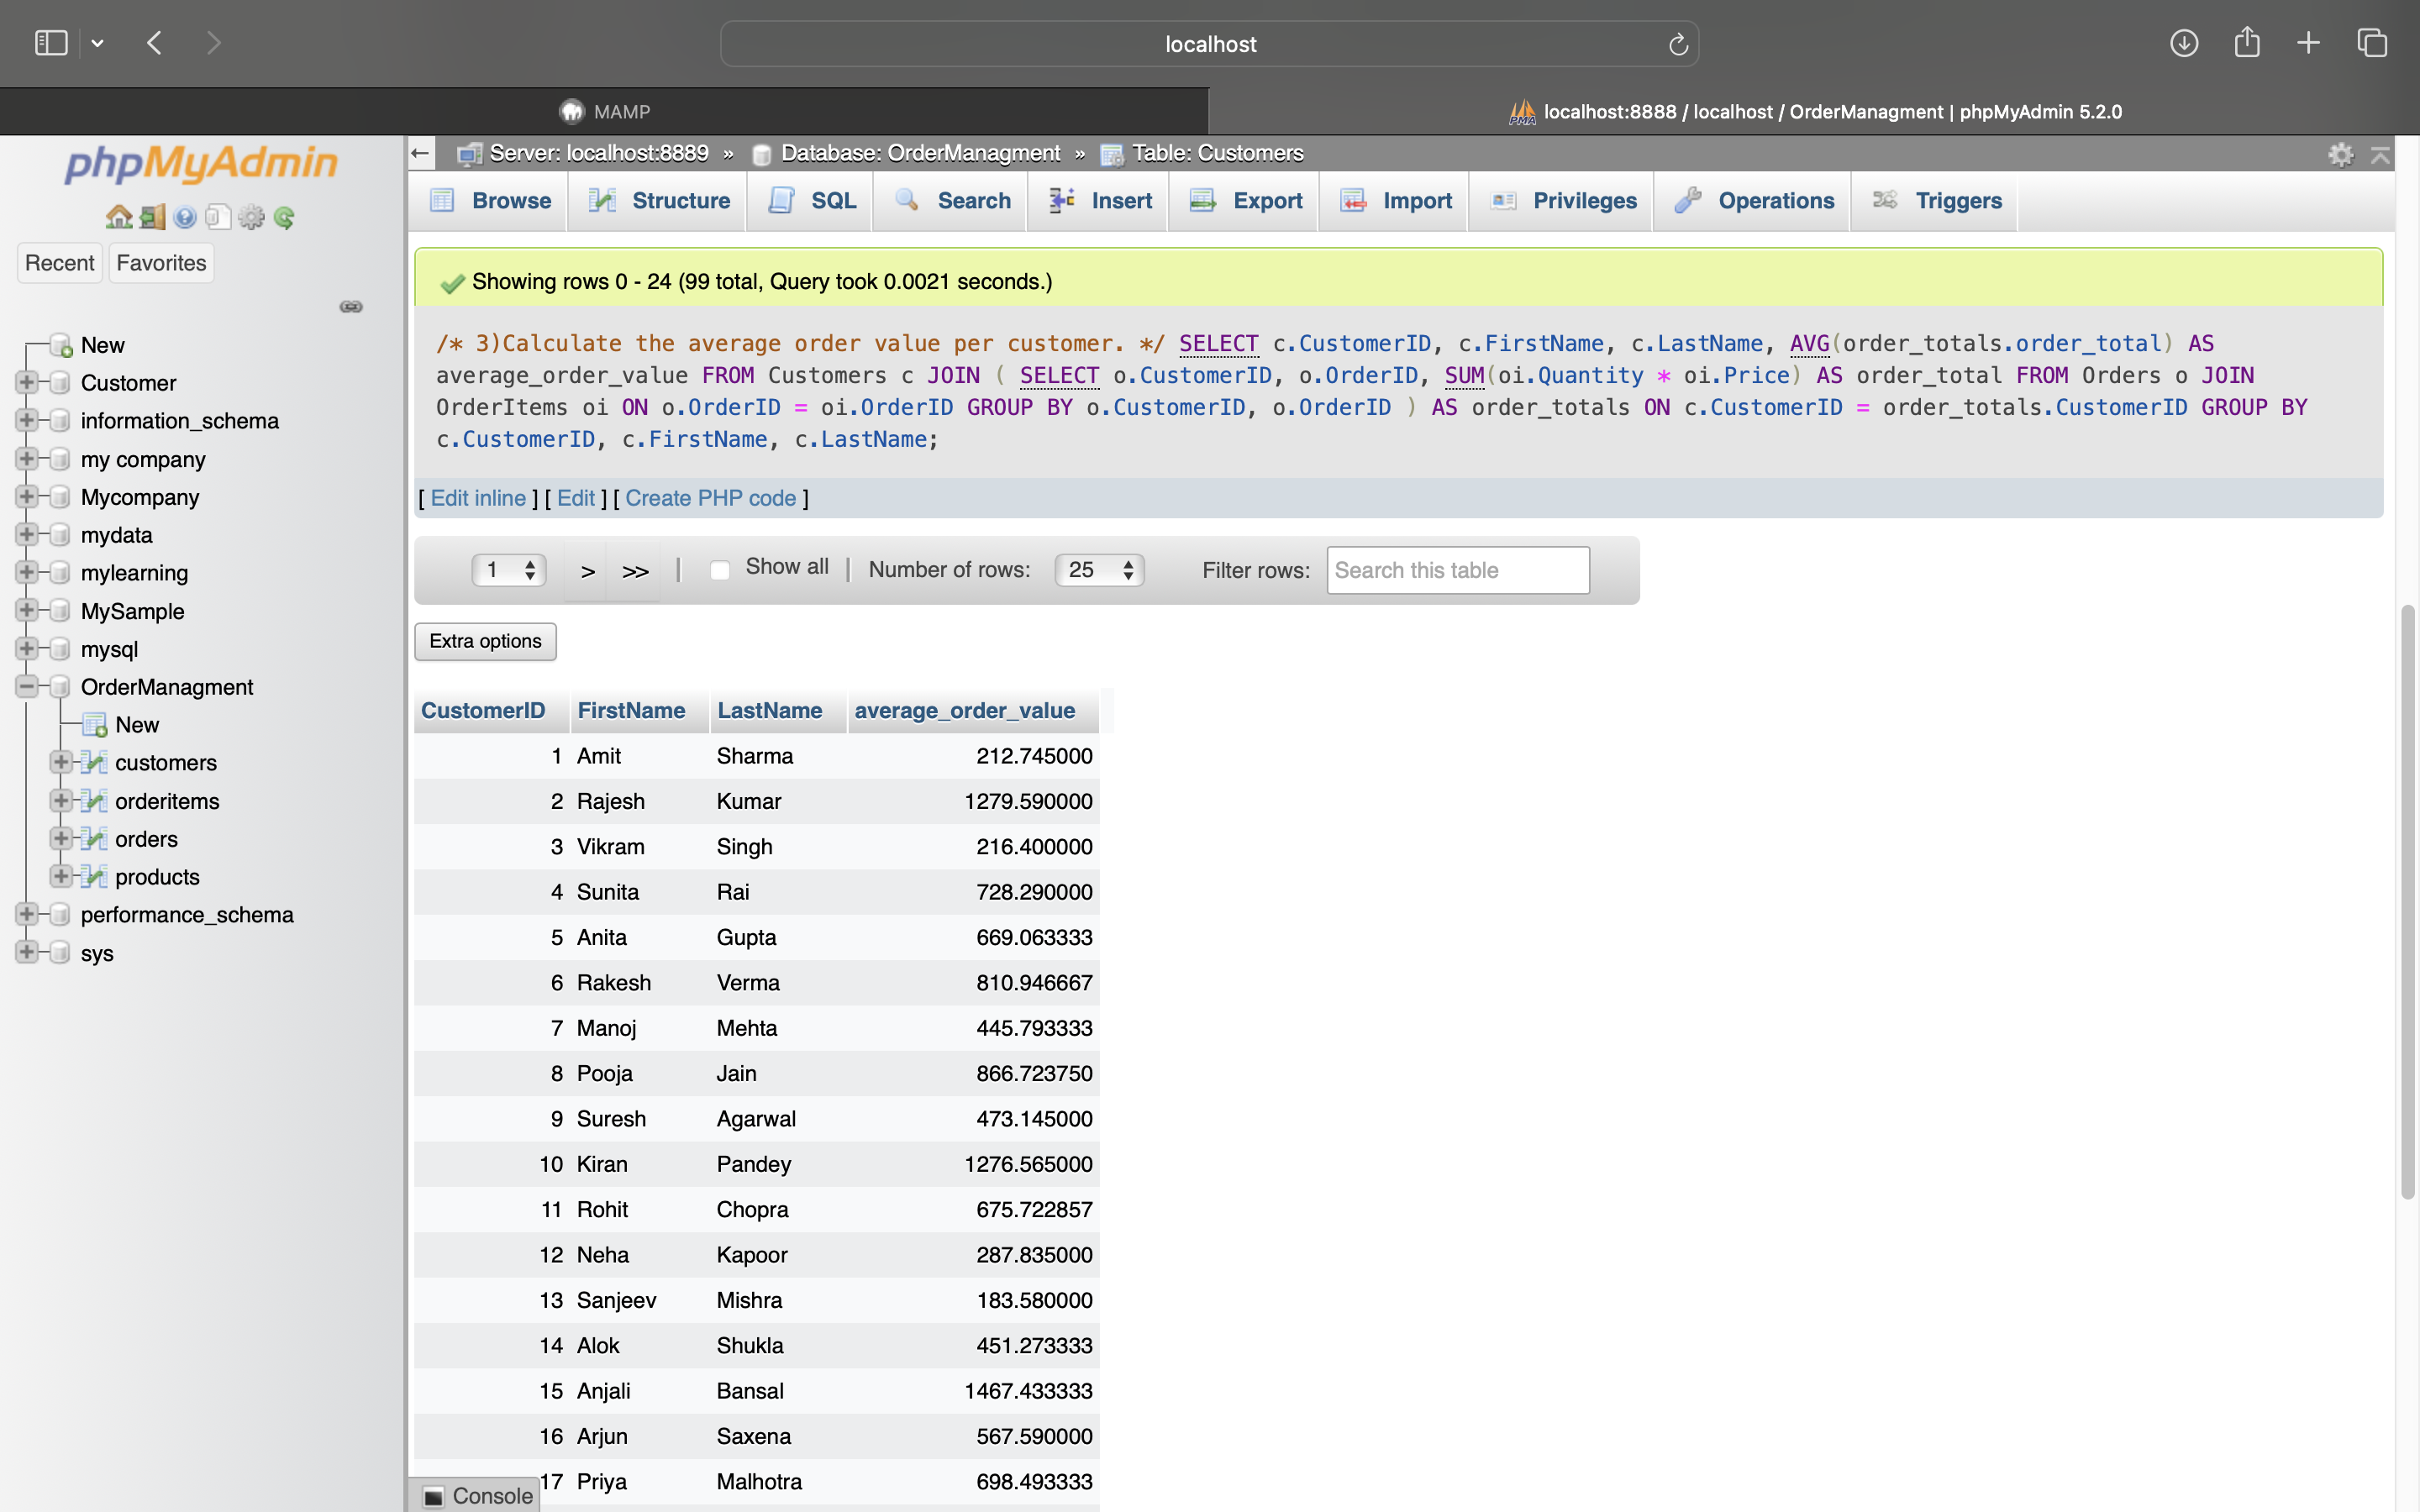 localhost
MAMP
localhost:8888 / localhost / OrderManagment | phpMyAdmin 5.2.0
phpMyAdmin
Recent
Favorites
New
Customer
information_schema
my company
Mycompany
mydata
mylearning
MySample
mysql
OrderManagment
New
customers
orderitems
orders
products
performance_schema
sys
Server: localhost:8889 » Database: OrderManagment » Table: Customers
Browse Structure SQL Search Insert Export Import Privileges Operations Triggers
Showing rows 0 - 24 (99 total, Query took 0.0021 seconds.)
/* 3)Calculate the average order value per customer. */ SELECT c.CustomerID, c.FirstName, c.LastName, AVG(order_totals.order_total) AS
average_order_value FROM Customers c JOIN ( SELECT o.CustomerID, o.OrderID, SUM(oi.Quantity * oi.Price) AS order_total FROM Orders o JOIN
OrderItems oi ON o.OrderID = oi.OrderID GROUP BY o.CustomerID, o.OrderID ) AS order_totals ON c.CustomerID = order_totals.CustomerID GROUP BY
c.CustomerID, c.FirstName, c.LastName;
[ Edit inline ] [ Edit ] [ Create PHP code ]
1 > >> | Show all | Number of rows: 25 Filter rows: Search this table
Extra options
CustomerID FirstName LastName average_order_value
1 Amit Sharma 212.745000
2 Rajesh Kumar 1279.590000
3 Vikram Singh 216.400000
4 Sunita Rai 728.290000
5 Anita Gupta 669.063333
6 Rakesh Verma 810.946667
7 Manoj Mehta 445.793333
8 Pooja Jain 866.723750
9 Suresh Agarwal 473.145000
10 Kiran Pandey 1276.565000
11 Rohit Chopra 675.722857
12 Neha Kapoor 287.835000
13 Sanjeev Mishra 183.580000
14 Alok Shukla 451.273333
15 Anjali Bansal 1467.433333
16 Arjun Saxena 567.590000
17 Priya Malhotra 698.493333
Console